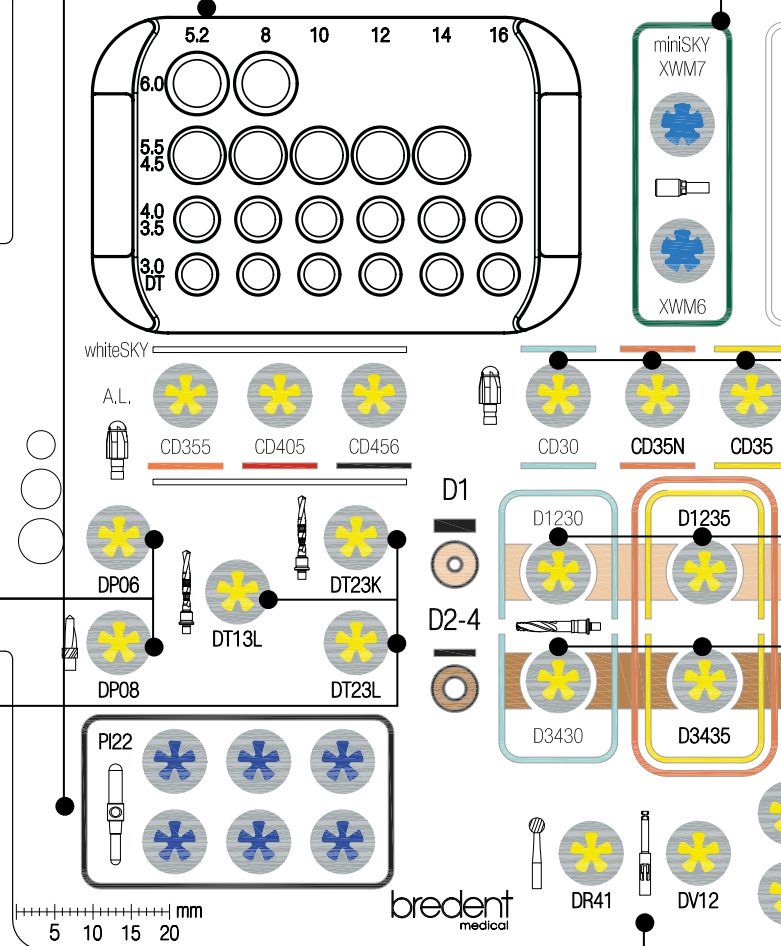 5.2 8 10 12 14 16
6.0
5.5
4.5
4.0
3.5
3.0
DT
miniSKY
XWM7
XWM6
whiteSKY
A.L.
CD355 CD405 CD456
CD30 CD35N CD35
D1
D1230 D1235
DP06 DT23K
DT13L
D2-4
DP08 DT23L
D3430 D3435
PI22
DR41 DV12
mm
5 10 15 20
bredent
medical